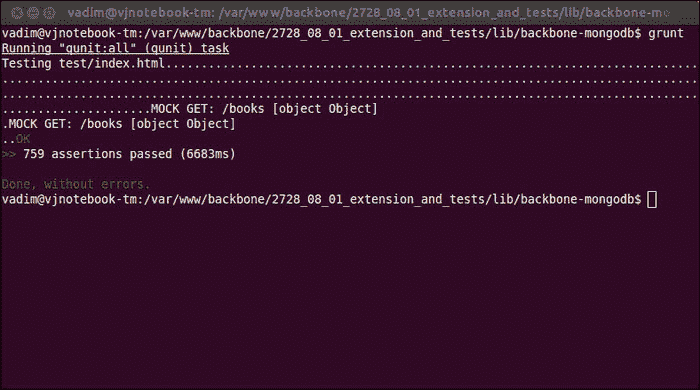 vadim@vjnotebook-tm: /var/www/backbone/2728_08_01_extension_and_tests/lib/backbone-mo
vadim@vjnotebook-tm:/var/www/backbone/2728_08_01_extension_and_tests/lib/backbone-mongodb$ grunt
Running "qunit:all" (qunit) task
Testing test/index.html...........................................................................
...................................................................................................
...................................................................................................
.....................MOCK GET: /books [object Object]
.MOCK GET: /books [object Object]
..OK
>> 759 assertions passed (6683ms)
Done, without errors.
vadim@vjnotebook-tm:/var/www/backbone/2728_08_01_extension_and_tests/lib/backbone-mongodb$